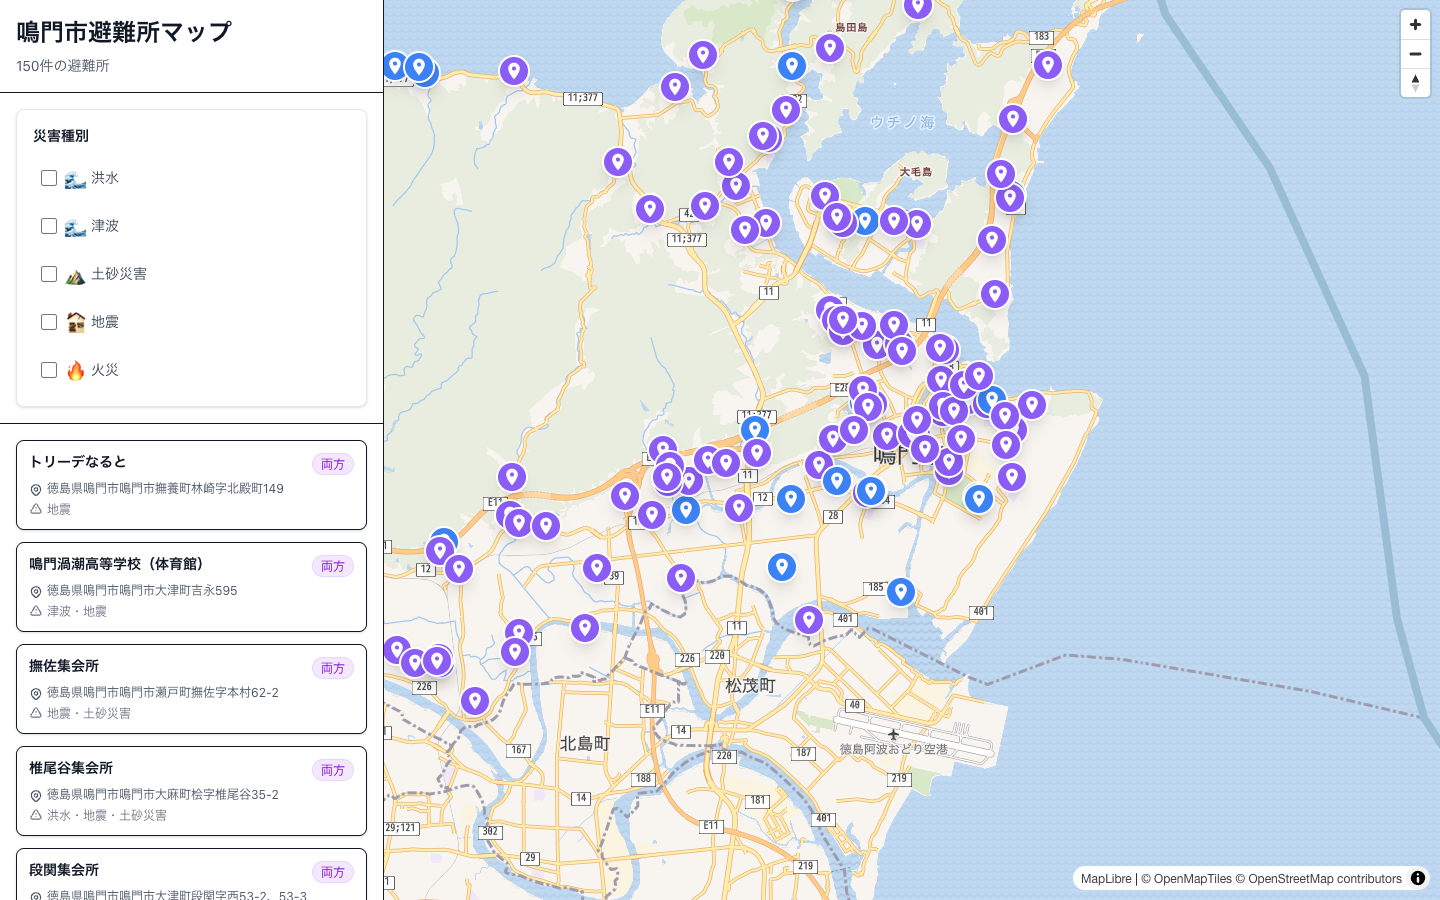 鳴門市避難所マップ
150件の避難所
災害種別
洪水
津波
土砂災害
地震
火災
トリーデなると
両方
徳島県鳴門市鳴門市撫養町林崎字北殿町149
地震
鳴門渦潮高等学校（体育館）
両方
徳島県鳴門市鳴門市大津町吉永595
津波・地震
撫佐集会所
両方
徳島県鳴門市鳴門市瀬戸町撫佐字本村62-2
地震・土砂災害
椎尾谷集会所
両方
徳島県鳴門市鳴門市大麻町桧字椎尾谷35-2
洪水・地震・土砂災害
段関集会所
両方
徳島県鳴門市鳴門市大津町段関字西53-2、53-3
島田島
183
11;377
ウチノ海
大毛島
11;377
11
11
11;377
11
12
28
12
185
401
401
11
226
220
226
松茂町
40
E11
14
徳島阿波おどり空港
北島町
167
220
187
188
219
14
181
401
29;121
302
E11
29
219
MapLibre | © OpenMapTiles © OpenStreetMap contributors